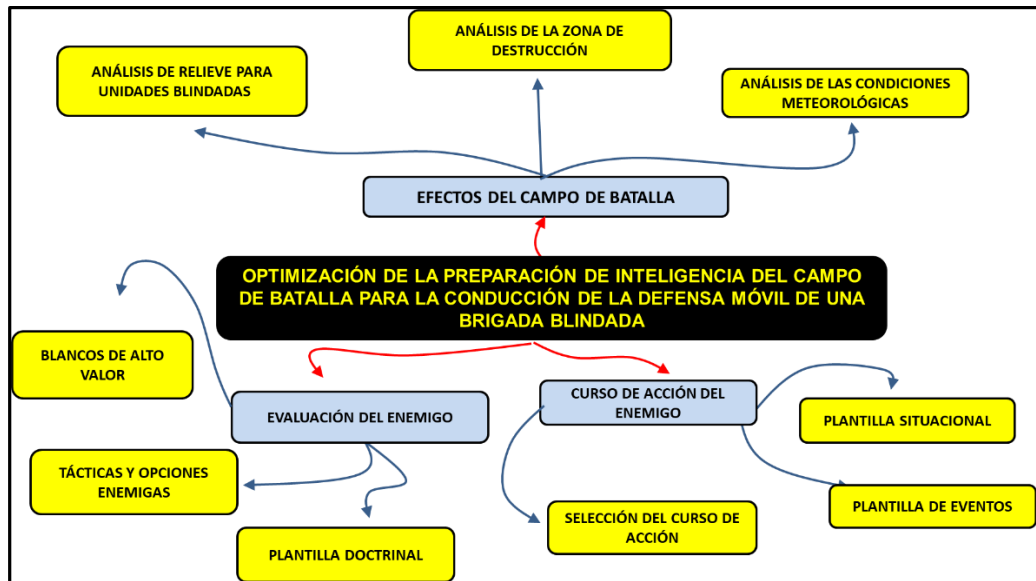 ANÁLISIS DE LA ZONA DE
DESTRUCCIÓN
ANÁLISIS DE RELIEVE PARA
UNIDADES BLINDADAS
ANÁLISIS DE LAS CONDICIONES
METEOROLÓGICAS
EFECTOS DEL CAMPO DE BATALLA
OPTIMIZACIÓN DE LA PREPARACIÓN DE INTELIGENCIA DEL CAMPO
DE BATALLA PARA LA CONDUCCIÓN DE LA DEFENSA MÓVIL DE UNA
BRIGADA BLINDADA
BLANCOS DE ALTO
VALOR
EVALUACIÓN DEL ENEMIGO
CURSO DE ACCIÓN DEL
ENEMIGO
PLANTILLA SITUACIONAL
TÁCTICAS Y OPCIONES
ENEMIGAS
PLANTILLA DOCTRINAL
SELECCIÓN DEL CURSO DE
ACCIÓN
PLANTILLA DE EVENTOS